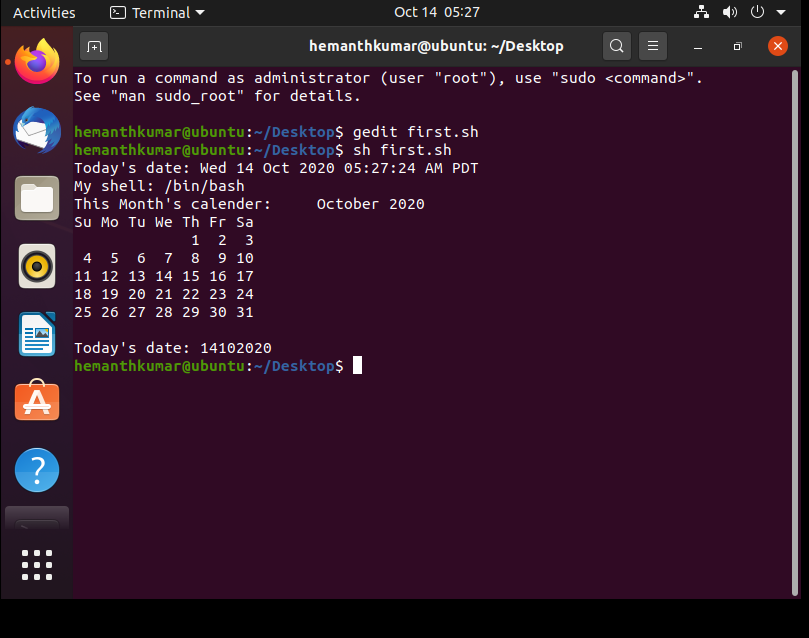 Activities Terminal Oct 14 05:27
hemanthkumar@ubuntu: ~/Desktop
To run a command as administrator (user "root"), use "sudo <command>".
See "man sudo_root" for details.
hemanthkumar@ubuntu:~/Desktop$ gedit first.sh
hemanthkumar@ubuntu:~/Desktop$ sh first.sh
Today's date: Wed 14 Oct 2020 05:27:24 AM PDT
My shell: /bin/bash
This Month's calender:     October 2020
Su Mo Tu We Th Fr Sa
             1  2  3
 4  5  6  7  8  9 10
11 12 13 14 15 16 17
18 19 20 21 22 23 24
25 26 27 28 29 30 31
Today's date: 14102020
hemanthkumar@ubuntu:~/Desktop$